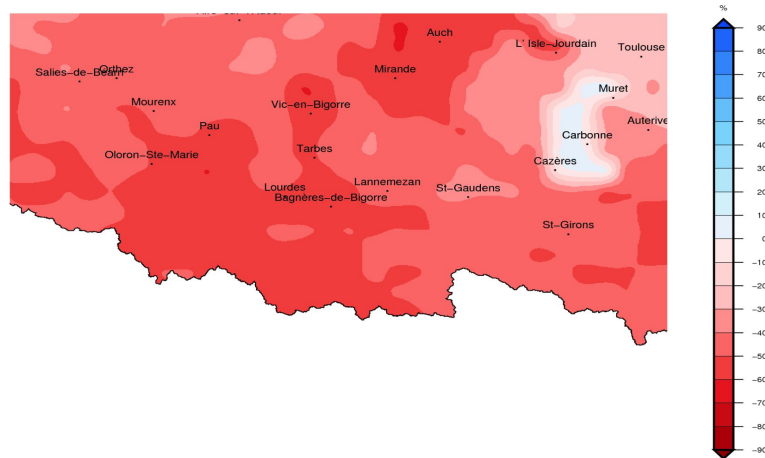 %
Auch
L' Isle-Jourdain
Toulouse
Salies-de-Béarn
Orthez
Mirande
Muret
Mourenx
Vic-en-Bigorre
Pau
Auterive
Carbonne
Tarbes
Oloron-Ste-Marie
Cazères
Lannemezan
Lourdes
St-Gaudens
Bagnères-de-Bigorre
St-Girons
90
80
70
60
50
40
30
20
10
0
-10
-20
-30
-40
-50
-60
-70
-80
-90